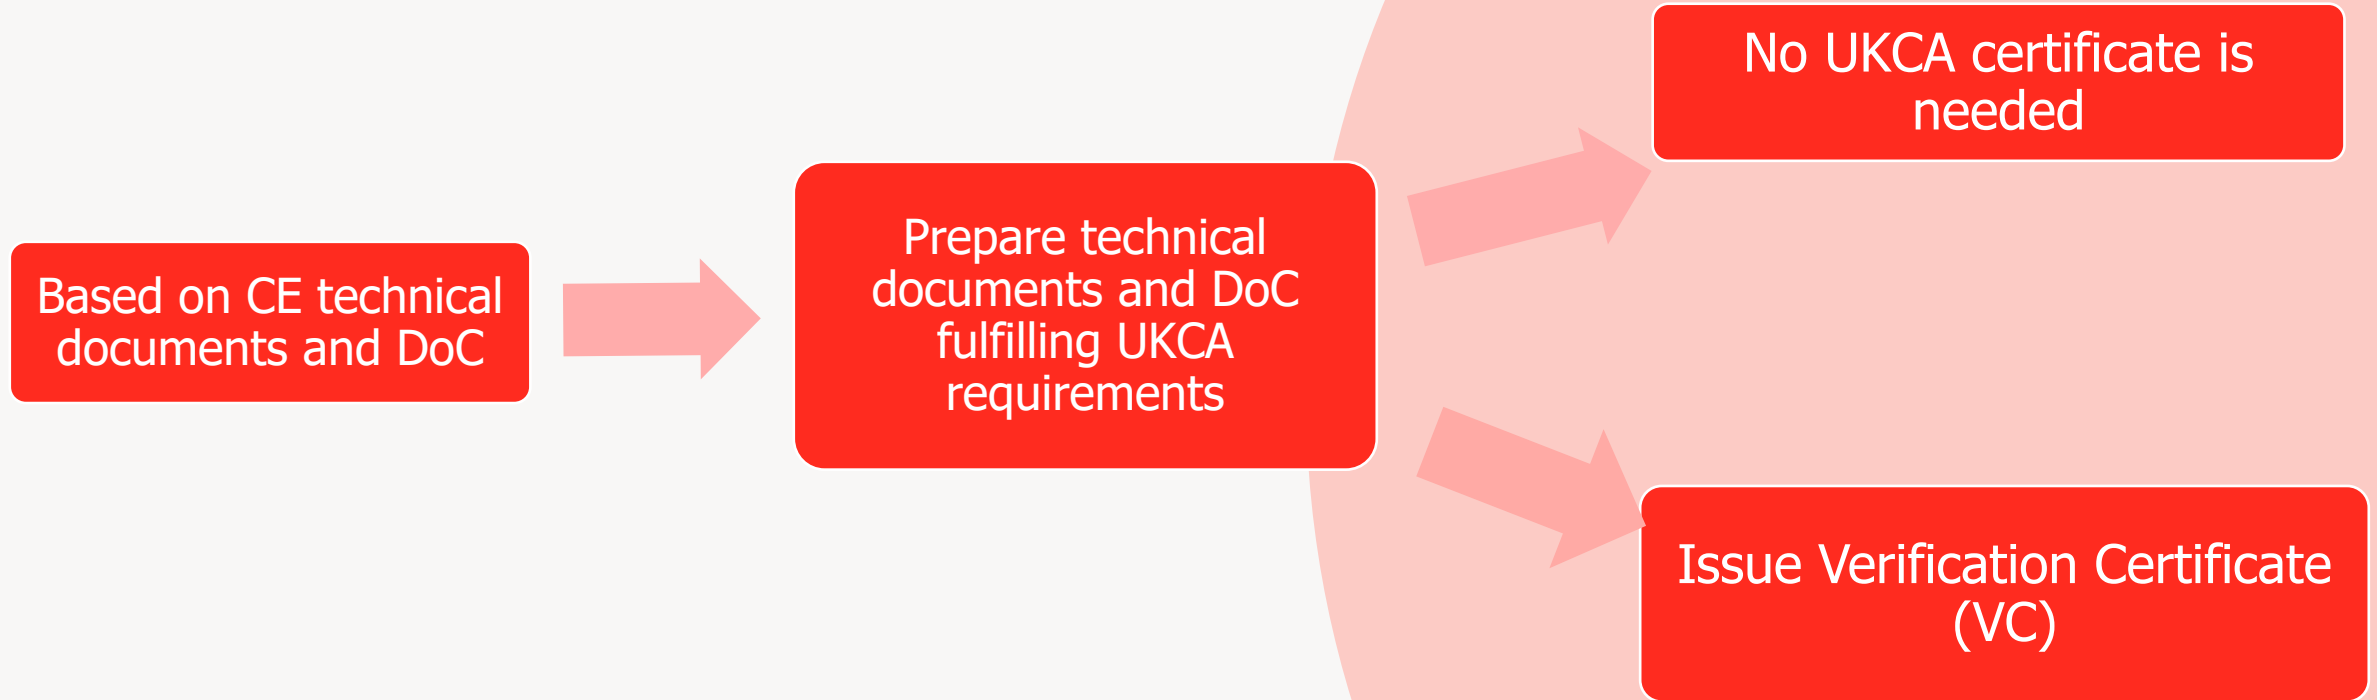 Based on CE technical
documents and DoC
Prepare technical
documents and DoC
fulfilling UKCA
requirements
No UKCA certificate is
needed
Issue Verification Certificate
(VC)